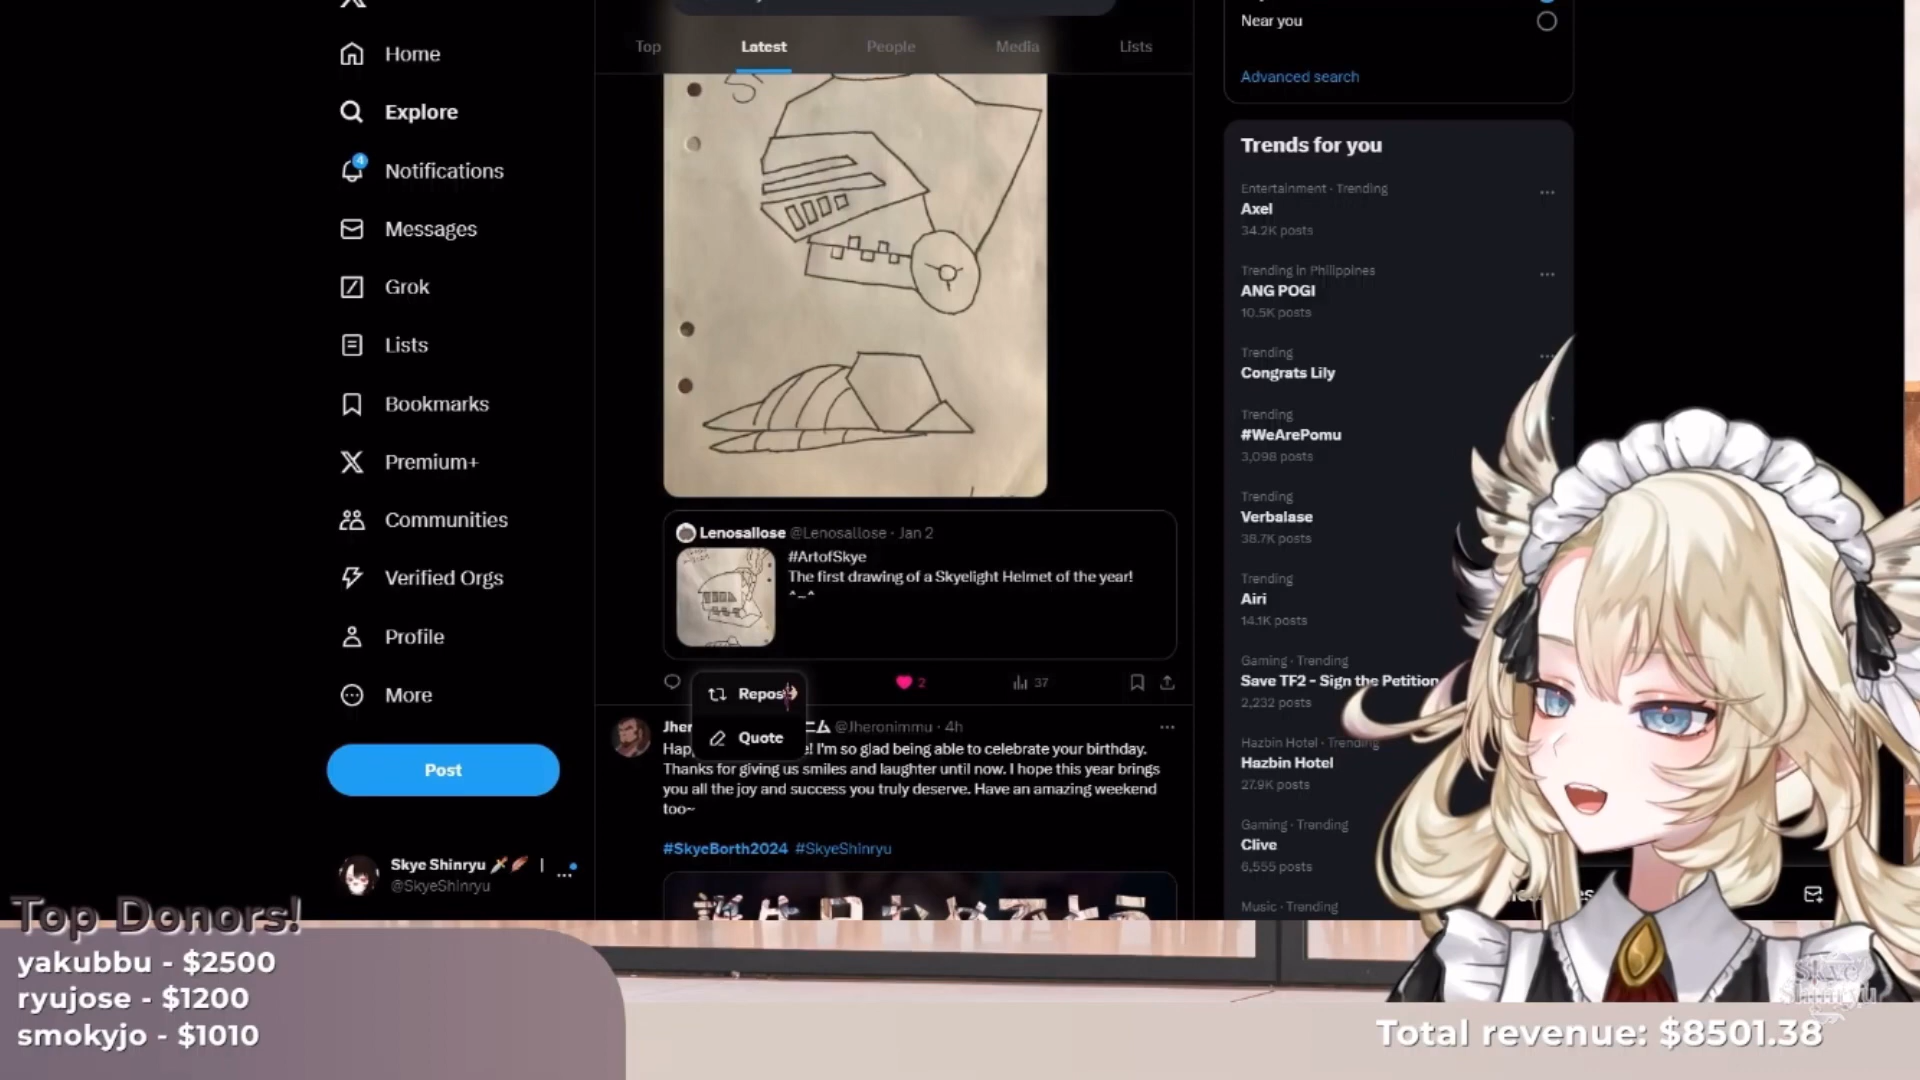 Home
Explore
4
Notifications
Messages
Grok
Lists
Bookmarks
Premium+
Communities
Verified Orgs
Profile
More
Post
Skye Shinryu
@SkyeShinryu
Top Latest People Media Lists
Lenosallose @Lenosallose · Jan 2
#ArtofSkye
The first drawing of a Skyelight Helmet of the year!
^~^
2 37
Quote
@Jheronimmu · 4h
I'm so glad being able to celebrate your birthday.
Thanks for giving us smiles and laughter until now. I hope this year brings
you all the joy and success you truly deserve. Have an amazing weekend
too~
#SkyeBorth2024 #SkyeShinryu
Near you
Advanced search
Trends for you
Entertainment · Trending
Axel
34.2K posts
Trending in Philippines
ANG POGI
10.5K posts
Trending
Congrats Lily
Trending
#WeArePomu
3,098 posts
Trending
Verbalase
38.7K posts
Trending
Airi
14.1K posts
Gaming · Trending
Save TF2 - Sign the Petition
2,232 posts
Hazbin Hotel · Trending
Hazbin Hotel
27.9K posts
Gaming · Trending
Clive
6,555 posts
Music · Trending
Top Donors!
yakubbu - $2500
ryujose - $1200
smokyjo - $1010
Skye Shinryu
Total revenue: $8501.38